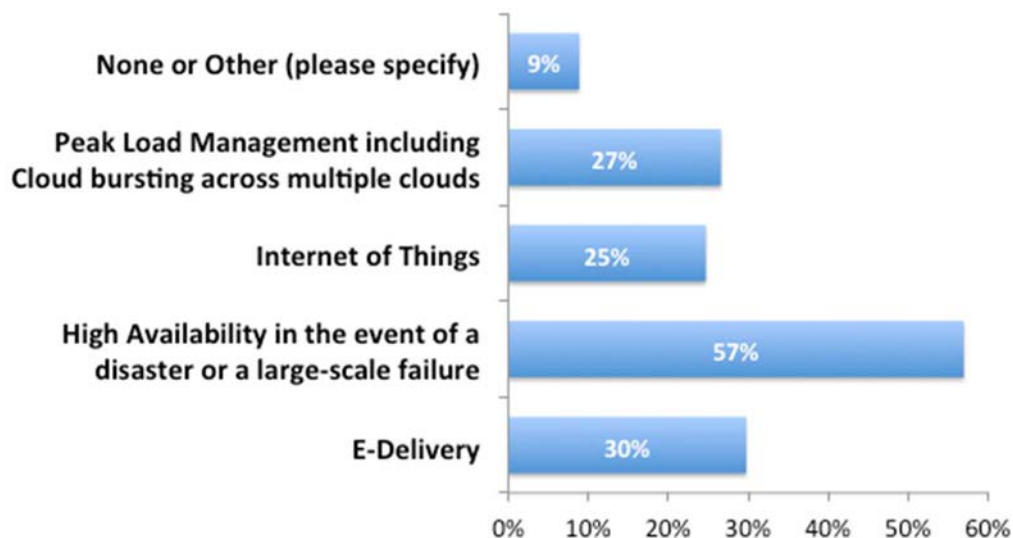 None or Other (please specify)
9%
Peak Load Management including
Cloud bursting across multiple clouds
27%
Internet of Things
25%
High Availability in the event of a
disaster or a large-scale failure
57%
E-Delivery
30%
0% 10% 20% 30% 40% 50% 60%